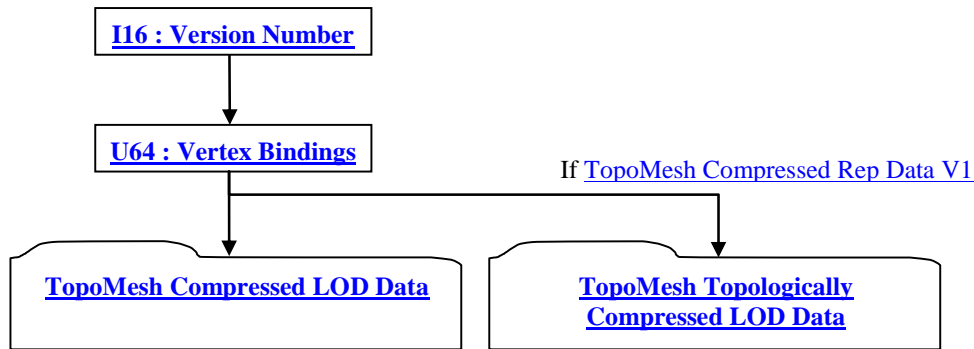 I16 : Version Number
U64 : Vertex Bindings
If TopoMesh Compressed Rep Data V1
TopoMesh Compressed LOD Data
TopoMesh Topologically
Compressed LOD Data